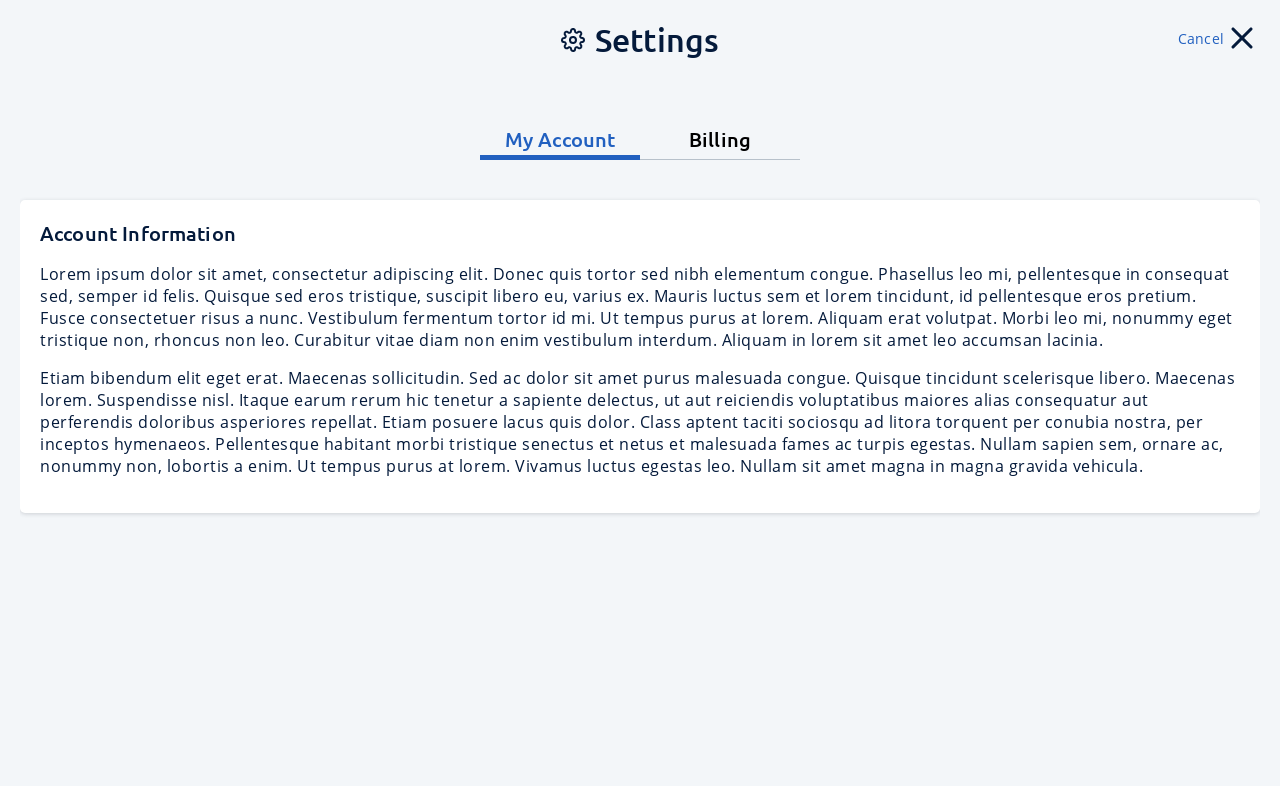 Settings
Cancel
My Account
Billing
Account Information
Lorem ipsum dolor sit amet, consectetur adipiscing elit. Donec quis tortor sed nibh elementum congue. Phasellus leo mi, pellentesque in consequat
sed, semper id felis. Quisque sed eros tristique, suscipit libero eu, varius ex. Mauris luctus sem et lorem tincidunt, id pellentesque eros pretium.
Fusce consectetuer risus a nunc. Vestibulum fermentum tortor id mi. Ut tempus purus at lorem. Aliquam erat volutpat. Morbi leo mi, nonummy eget
tristique non, rhoncus non leo. Curabitur vitae diam non enim vestibulum interdum. Aliquam in lorem sit amet leo accumsan lacinia.
Etiam bibendum elit eget erat. Maecenas sollicitudin. Sed ac dolor sit amet purus malesuada congue. Quisque tincidunt scelerisque libero. Maecenas
lorem. Suspendisse nisl. Itaque earum rerum hic tenetur a sapiente delectus, ut aut reiciendis voluptatibus maiores alias consequatur aut
perferendis doloribus asperiores repellat. Etiam posuere lacus quis dolor. Class aptent taciti sociosqu ad litora torquent per conubia nostra, per
inceptos hymenaeos. Pellentesque habitant morbi tristique senectus et netus et malesuada fames ac turpis egestas. Nullam sapien sem, ornare ac,
nonummy non, lobortis a enim. Ut tempus purus at lorem. Vivamus luctus egestas leo. Nullam sit amet magna in magna gravida vehicula.